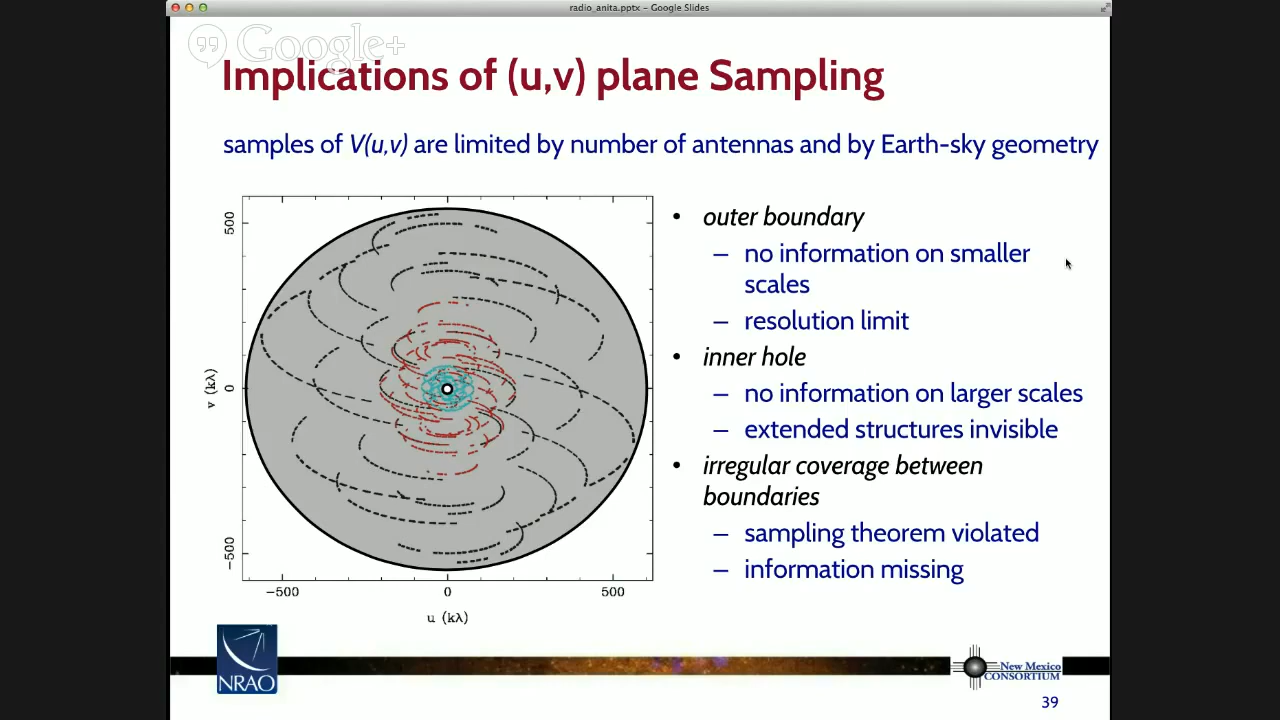 radio_anita.pptx – Google Slides
Google+
Implications of (u,v) plane Sampling
samples of V(u,v) are limited by number of antennas and by Earth-sky geometry
500
0
−500
v (kλ)
−500
0
500
u (kλ)
• outer boundary
– no information on smaller
scales
– resolution limit
• inner hole
– no information on larger scales
– extended structures invisible
• irregular coverage between
boundaries
– sampling theorem violated
– information missing
NRAO
New Mexico
CONSORTIUM
39